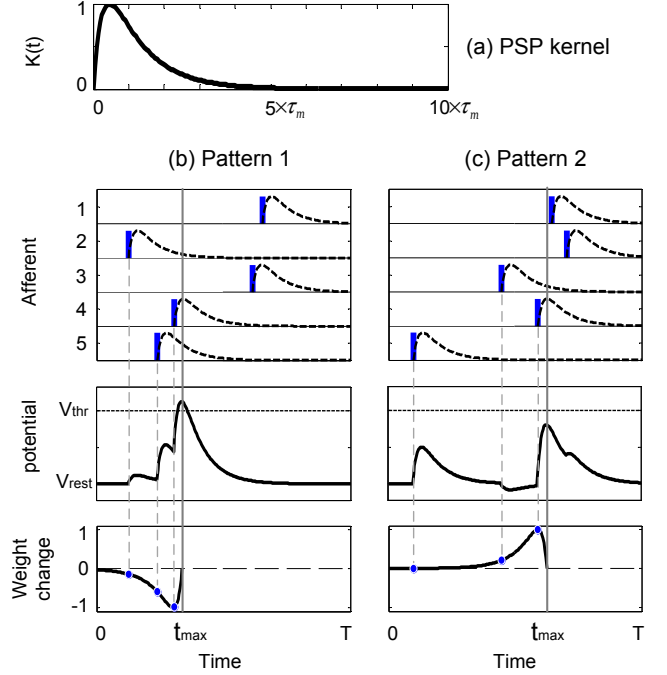 1
K(t)
0
0
5×τm
10×τm
(a) PSP kernel
(b) Pattern 1
(c) Pattern 2
Afferent
1
2
3
4
5
potential
Vthr
Vrest
Weight
change
1
0
-1
0
tmax
T
0
tmax
T
Time
Time